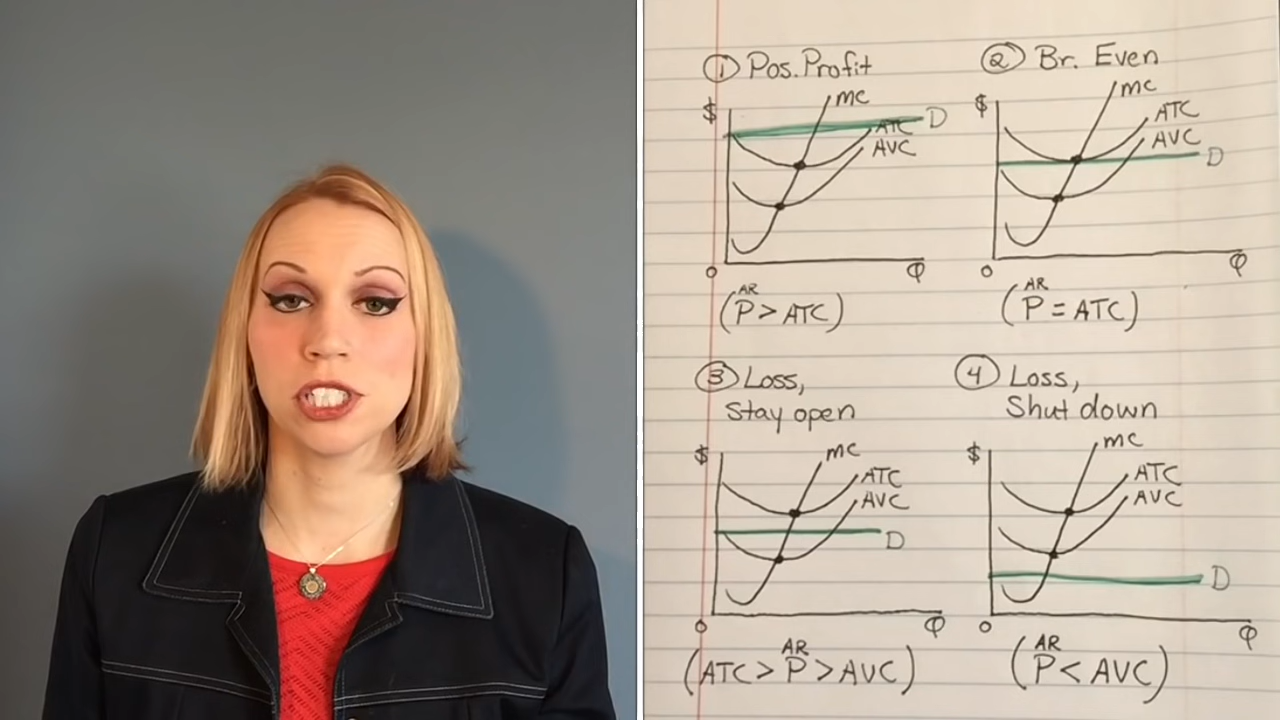 ① Pos. Profit
$
MC
ATC
D
AVC
0
Q
AR
(P > ATC)
② Br. Even
$
MC
ATC
AVC
D
0
Q
AR
(P = ATC)
③ Loss,
Stay open
$
MC
ATC
AVC
D
0
Q
AR
(ATC > P > AVC)
④ Loss,
Shut down
$
MC
ATC
AVC
D
0
Q
AR
(P < AVC)